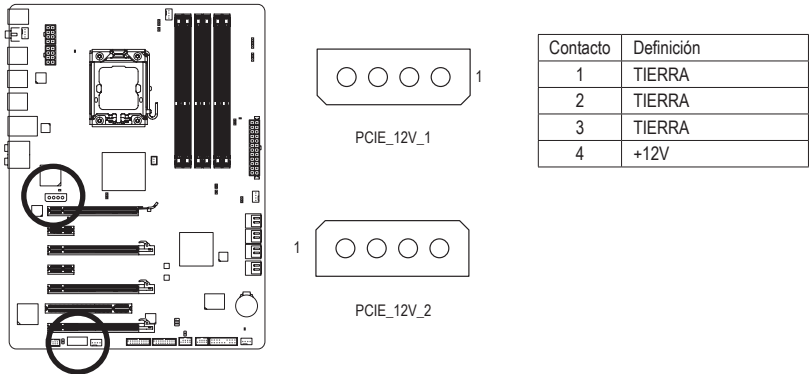 1
PCIE_12V_1
1
PCIE_12V_2
Contacto Definición
1 TIERRA
2 TIERRA
3 TIERRA
4 +12V